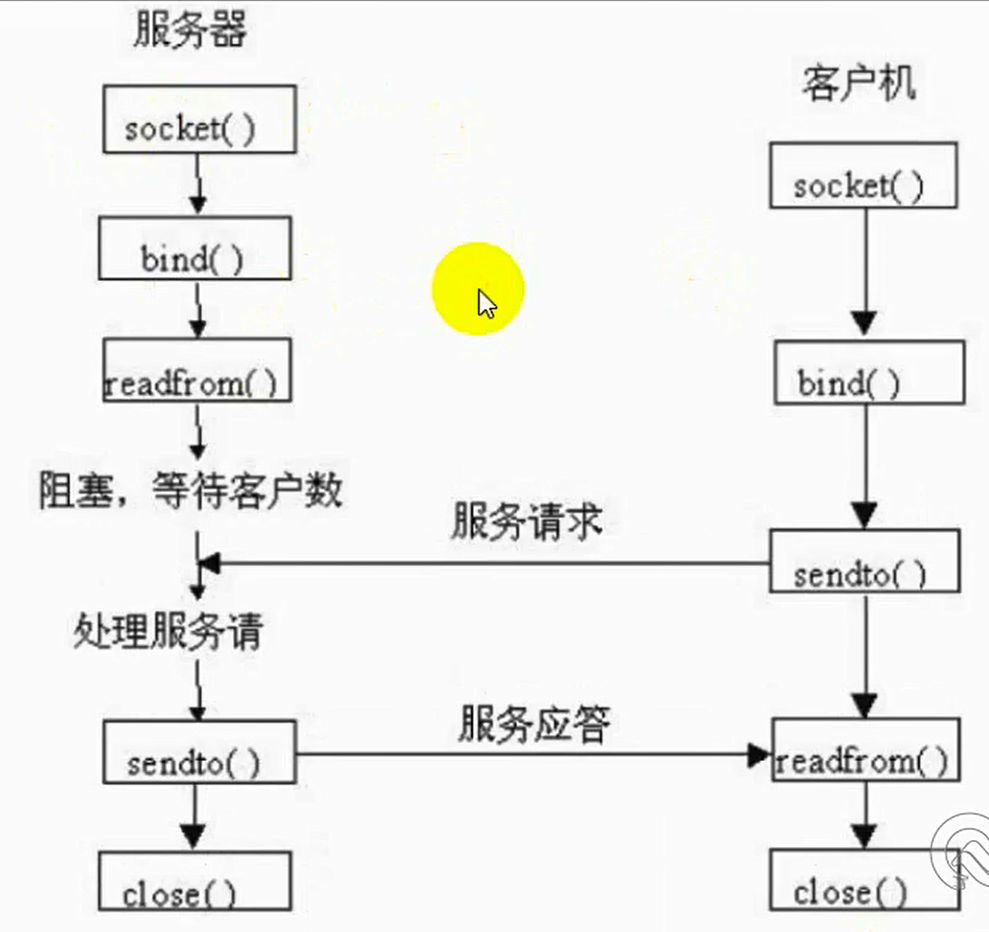 服务器
socket( )
bind( )
readfrom( )
阻塞，等待客户数
处理服务请
sendto( )
close( )
服务请求
服务应答
客户机
socket( )
bind( )
sendto( )
readfrom( )
close( )